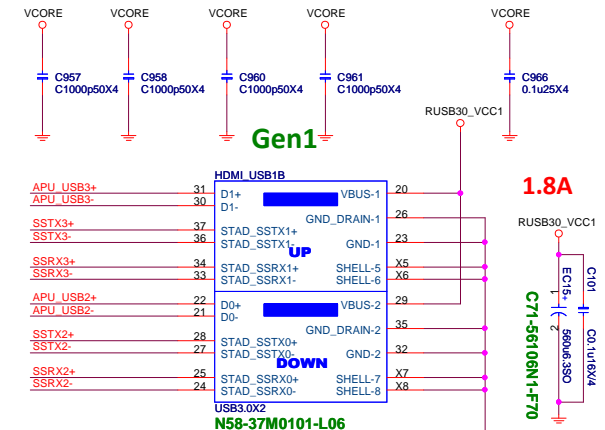 VCORE VCORE VCORE VCORE VCORE
C957 C958 C960 C961 C966
C1000p50X4 C1000p50X4 C1000p50X4 C1000p50X4 0.1u25X4
RUSB30_VCC1
Gen1
HDMI_USB1B
1.8A
APU_USB3+ 31 D1+ VBUS-1 20
APU_USB3- 30 D1-
GND_DRAIN-1 26
SSTX3+ 37 STAD_SSTX1+
SSTX3- 36 STAD_SSTX1- GND-1 23
UP
SSRX3+ 34 STAD_SSRX1+ SHELL-5 X5
SSRX3- 33 STAD_SSRX1- SHELL-6 X6
APU_USB2+ 22 D0+ VBUS-2 29
APU_USB2- 21 D0-
GND_DRAIN-2 35
SSTX2+ 28 STAD_SSTX0+
SSTX2- 27 STAD_SSTX0- GND-2 32
DOWN
SSRX2+ 25 STAD_SSRX0+ SHELL-7 X7
SSRX2- 24 STAD_SSRX0- SHELL-8 X8
USB3.0X2
N58-37M0101-L06
RUSB30_VCC1
C101
C0.1u16X4
EC15
+
1
2
560u6.3SO
C71-56106N1-F70